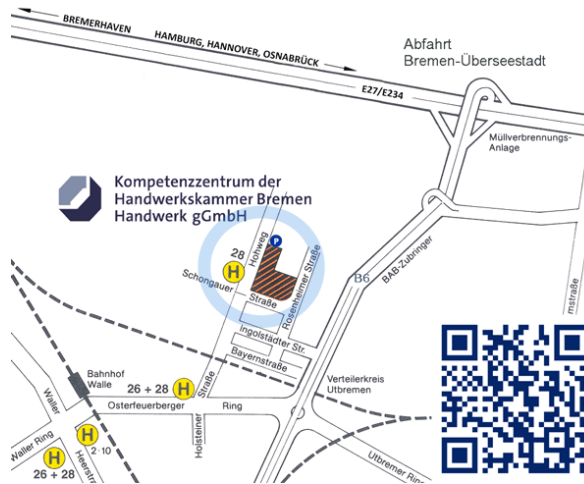 BREMERHAVEN
HAMBURG, HANNOVER, OSNABRÜCK
E27/E234
Abfahrt
Bremen-Überseestadt
Müllverbrennungs-
Anlage
Kompetenzzentrum der
Handwerkskammer Bremen
Handwerk gGmbH
P
28
H
Hohweg
Schongauer
Straße
Rosenheimer Straße
B6
BAB-Zubringer
mstraße
Ingolstädter Str.
Bayernstraße
Bahnhof
Walle
26 + 28 H
Verteilerkreis
Utbremen
Waller
Osterfeuerberger Ring
Holsteiner Straße
Waller Ring
H
2·10
H
26 + 28
Heerstra
Utbremer Ring